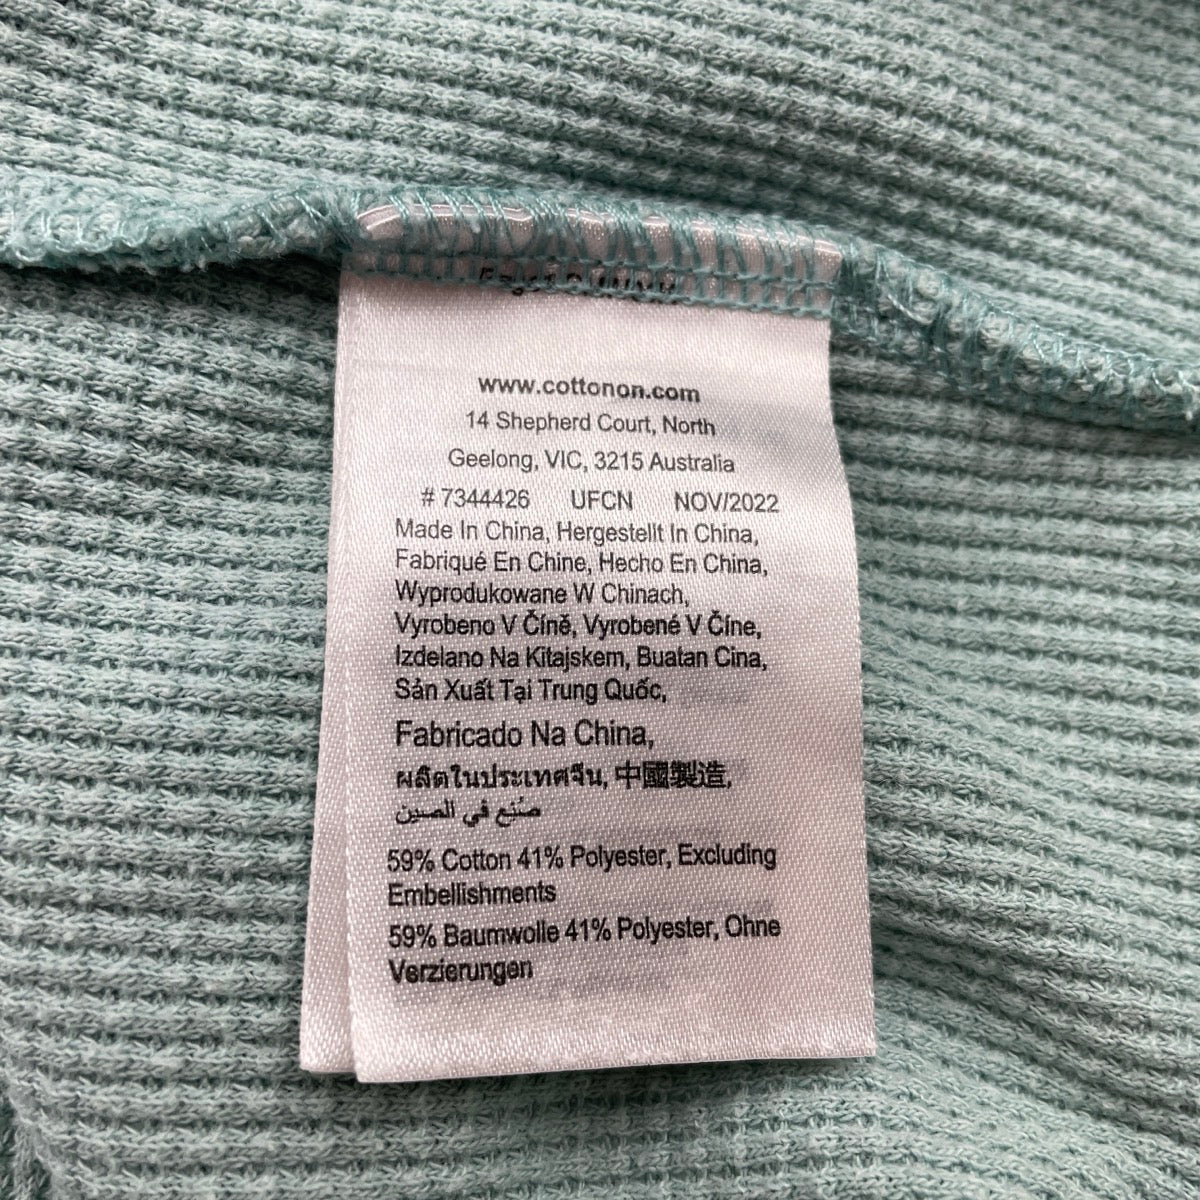 www.cottonon.com
14 Shepherd Court, North
Geelong, VIC, 3215 Australia
# 7344426 UFCN NOV/2022
Made In China, Hergestellt In China,
Fabriqué En Chine, Hecho En China,
Wyprodukowane W Chinach,
Vyrobeno V Číně, Vyrobené V Číne,
Izdelano Na Kitajskem, Buatan Cina,
Sản Xuất Tại Trung Quốc,
Fabricado Na China,
ผลิตในประเทศจีน, 中國製造,
صُنع في الصين
59% Cotton 41% Polyester, Excluding
Embellishments
59% Baumwolle 41% Polyester, Ohne
Verzierungen